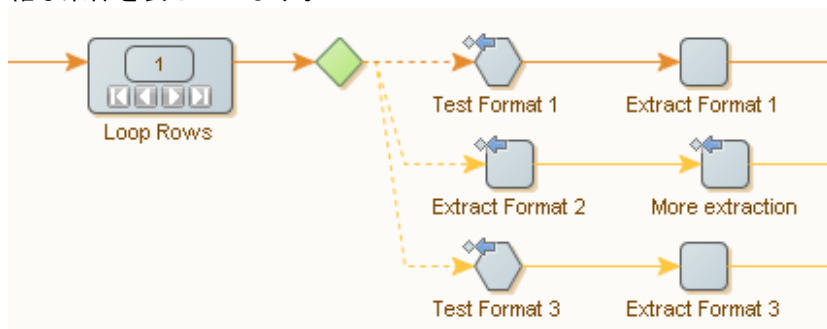 1
Test Format 1
Extract Format 1
Loop Rows
Extract Format 2
More extraction
Test Format 3
Extract Format 3